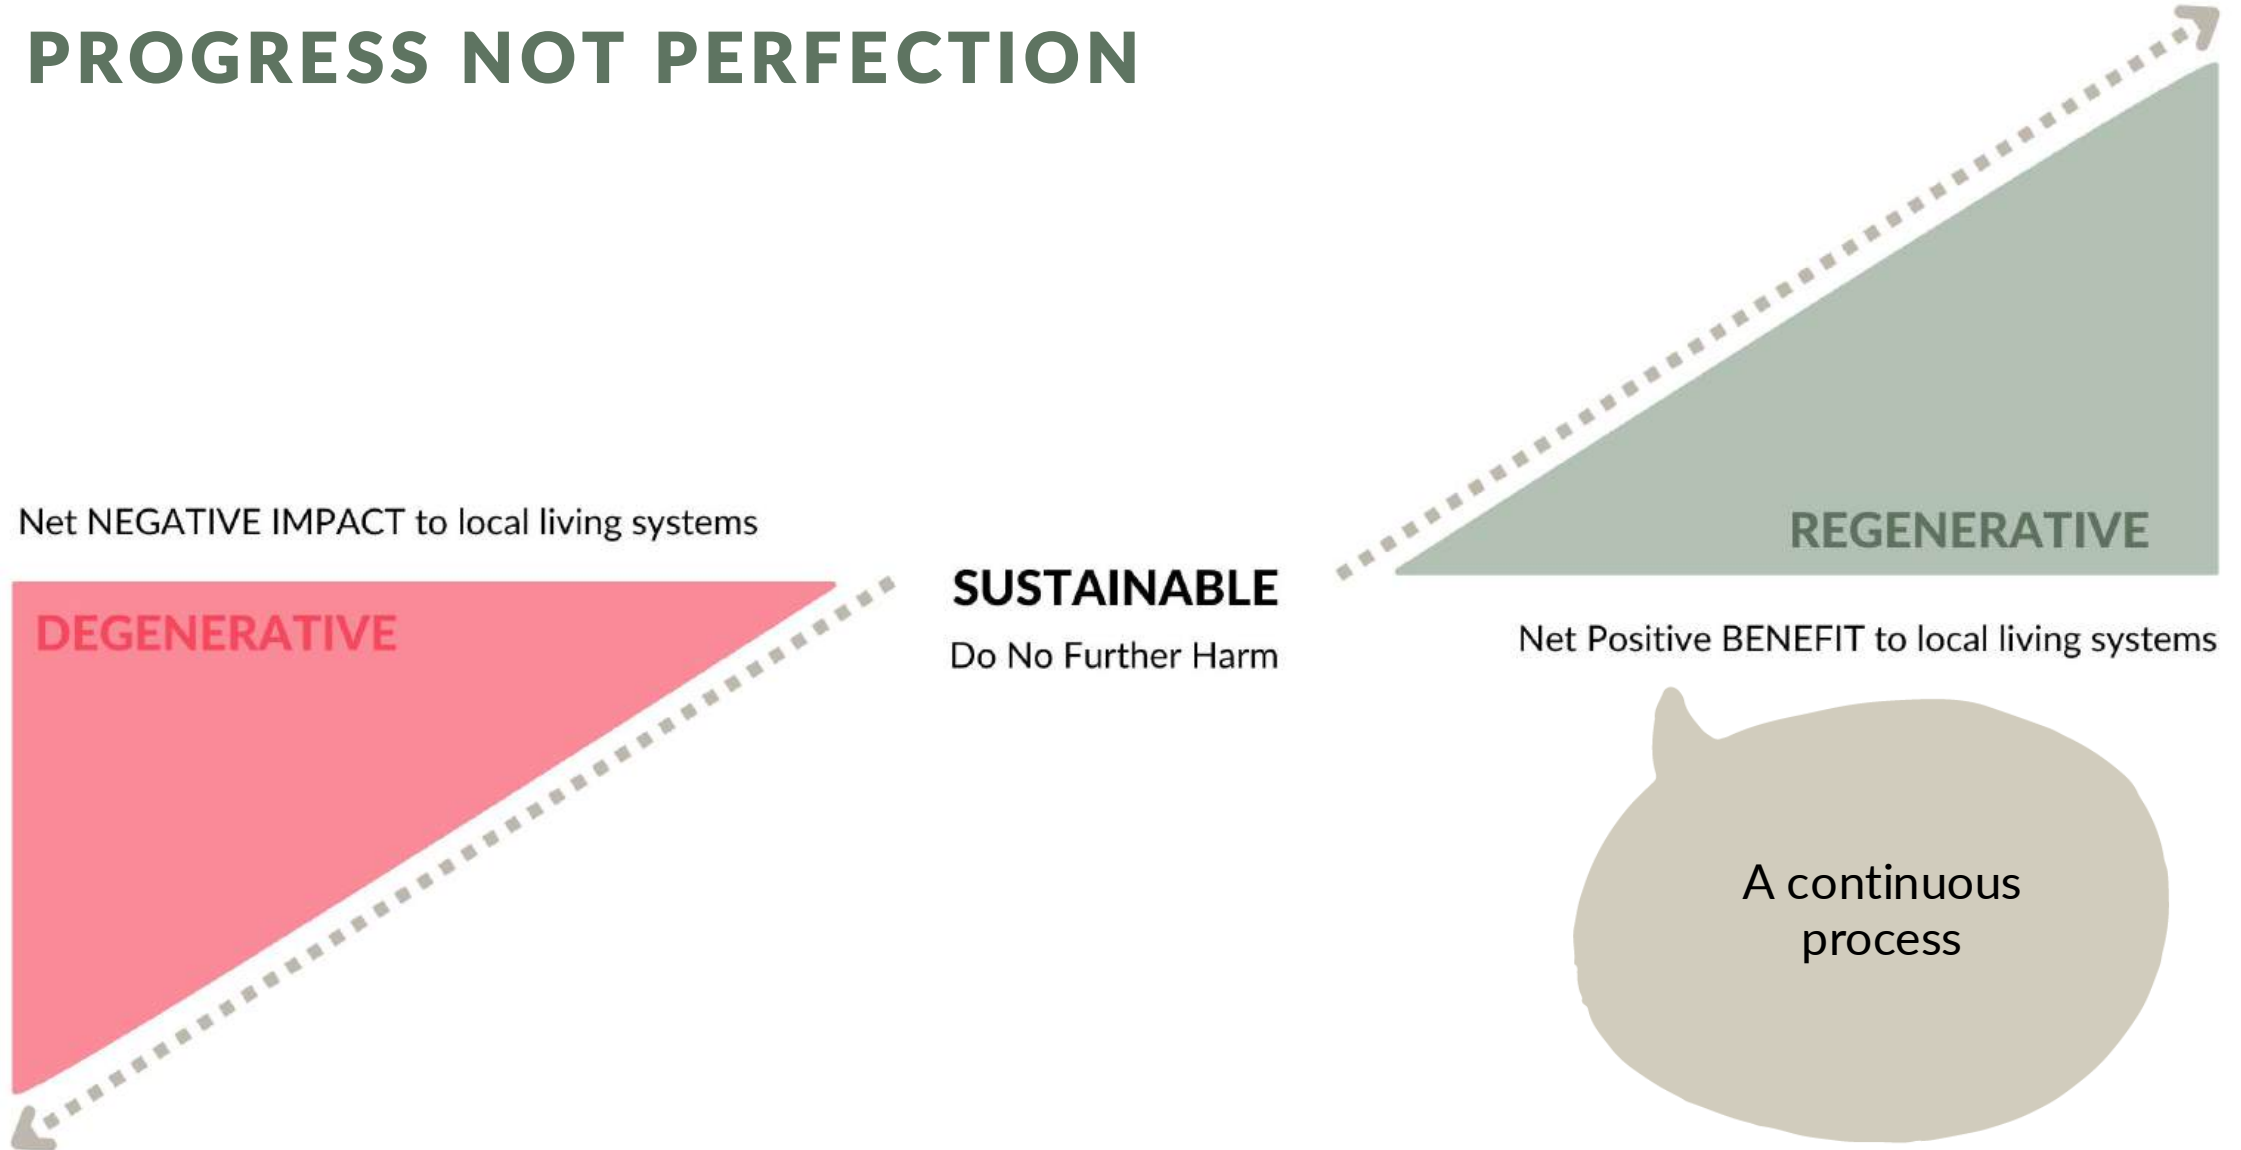 PROGRESS NOT PERFECTION
Net NEGATIVE IMPACT to local living systems
DEGENERATIVE
SUSTAINABLE
Do No Further Harm
REGENERATIVE
Net Positive BENEFIT to local living systems
A continuous
process